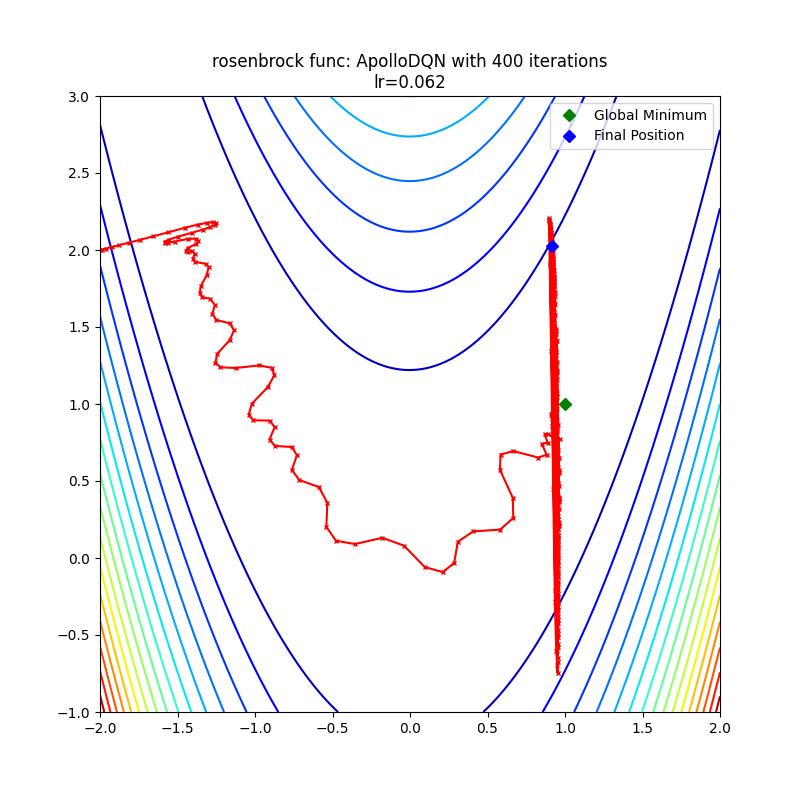 rosenbrock func: ApolloDQN with 400 iterations
lr=0.062
Global Minimum
Final Position
3.0
2.5
2.0
1.5
1.0
0.5
0.0
−0.5
−1.0
−2.0 −1.5 −1.0 −0.5 0.0 0.5 1.0 1.5 2.0